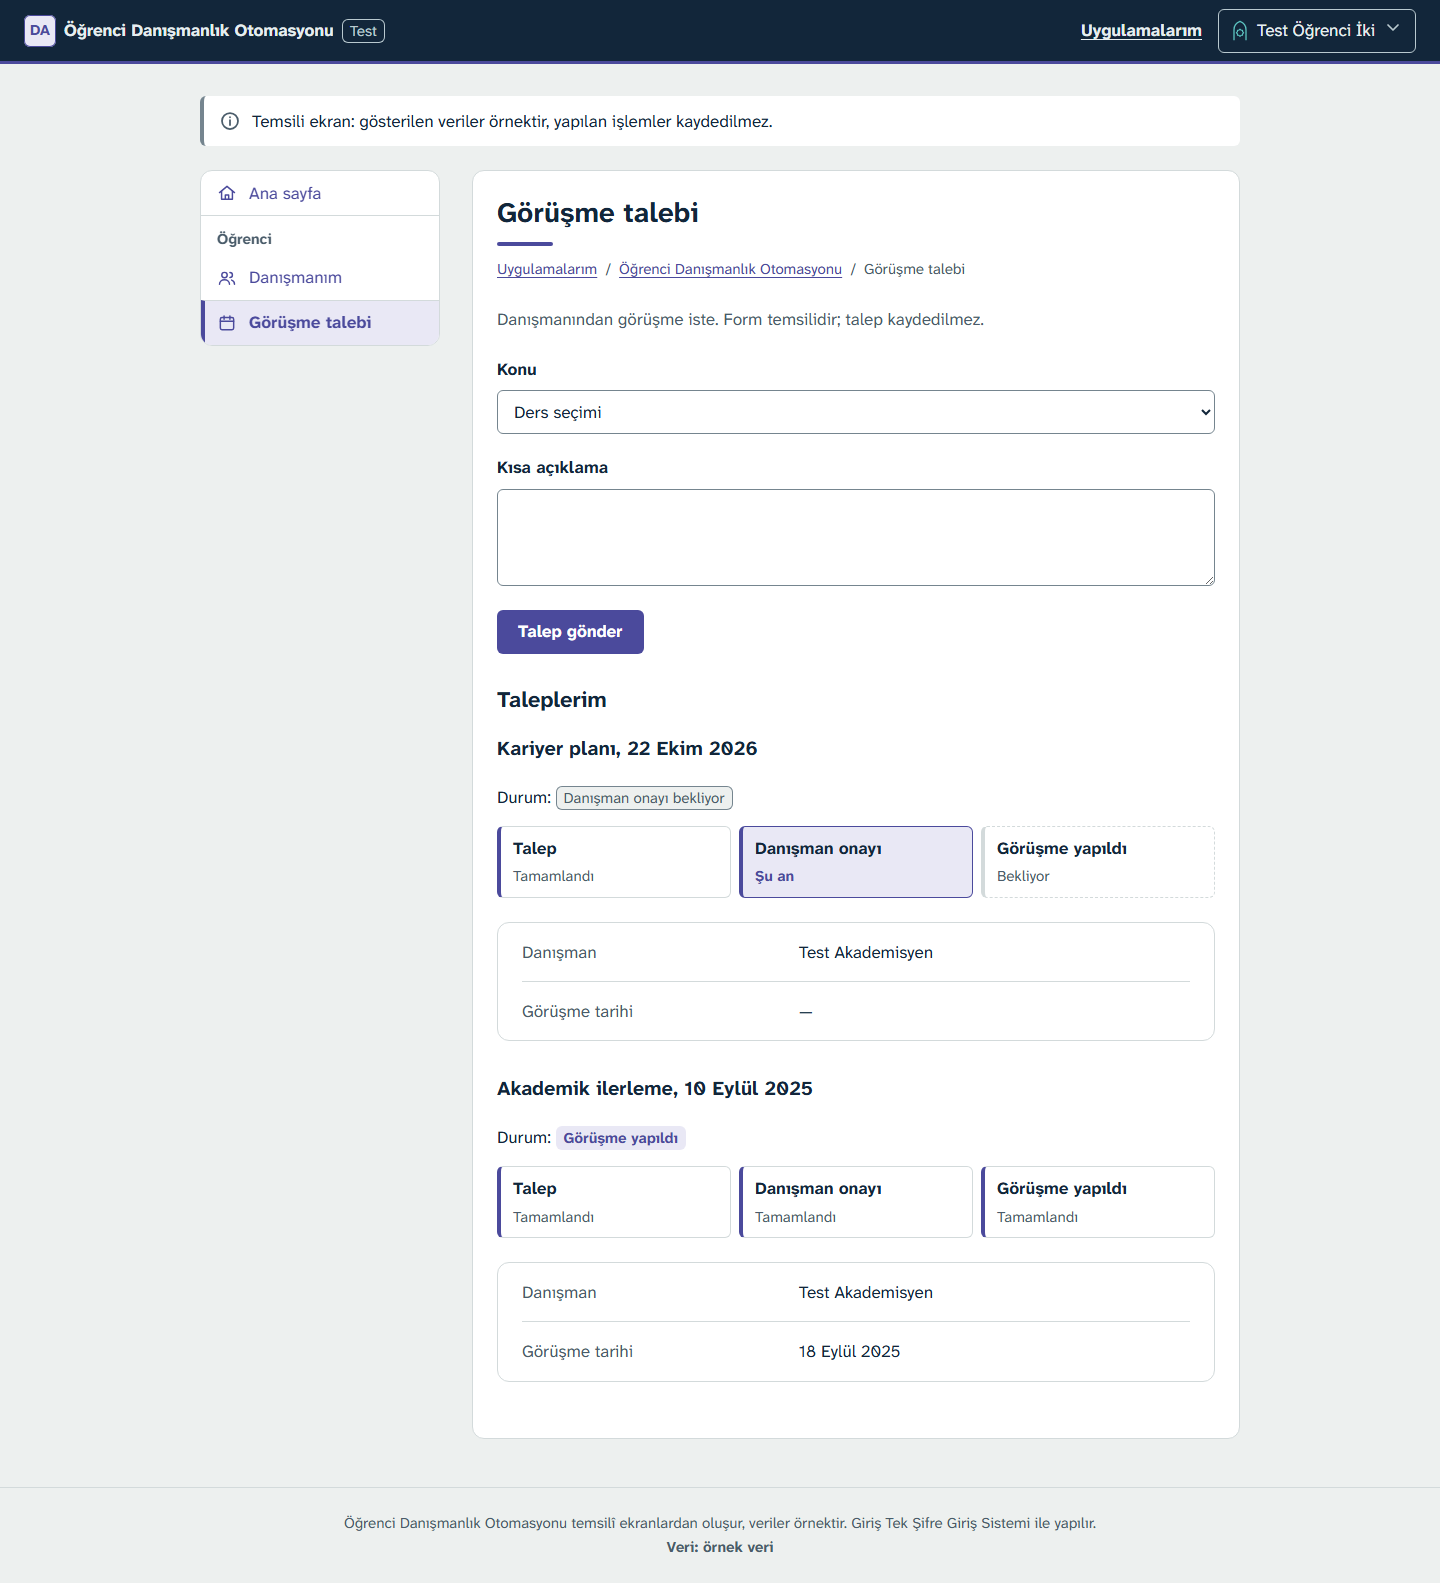 DA Öğrenci Danışmanlık Otomasyonu Test
Uygulamalarım
Test Öğrenci İki
Temsili ekran: gösterilen veriler örnektir, yapılan işlemler kaydedilmez.
Ana sayfa
Öğrenci
Danışmanım
Görüşme talebi
Görüşme talebi
Uygulamalarım / Öğrenci Danışmanlık Otomasyonu / Görüşme talebi
Danışmanından görüşme iste. Form temsilidir; talep kaydedilmez.
Konu
Ders seçimi
Kısa açıklama
Talep gönder
Taleplerim
Kariyer planı, 22 Ekim 2026
Durum: Danışman onayı bekliyor
Talep
Tamamlandı
Danışman onayı
Şu an
Görüşme yapıldı
Bekliyor
Danışman Test Akademisyen
Görüşme tarihi —
Akademik ilerleme, 10 Eylül 2025
Durum: Görüşme yapıldı
Talep
Tamamlandı
Danışman onayı
Tamamlandı
Görüşme yapıldı
Tamamlandı
Danışman Test Akademisyen
Görüşme tarihi 18 Eylül 2025
Öğrenci Danışmanlık Otomasyonu temsilî ekranlardan oluşur, veriler örnektir. Giriş Tek Şifre Giriş Sistemi ile yapılır.
Veri: örnek veri